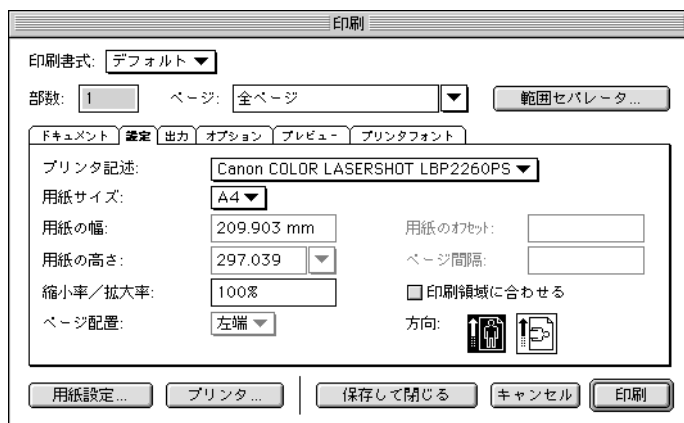 印刷
印刷書式: デフォルト
部数: 1 ページ: 全ページ 範囲セパレータ...
ドキュメント 設定 出力 オプション プレビュー プリンタフォント
プリンタ記述: Canon COLOR LASERSHOT LBP2260PS
用紙サイズ: A4
用紙の幅: 209.903 mm 用紙のオフセット:
用紙の高さ: 297.039 ページ間隔:
縮小率／拡大率: 100% 印刷領域に合わせる
ページ配置: 左端 方向:
用紙設定... プリンタ... 保存して閉じる キャンセル 印刷